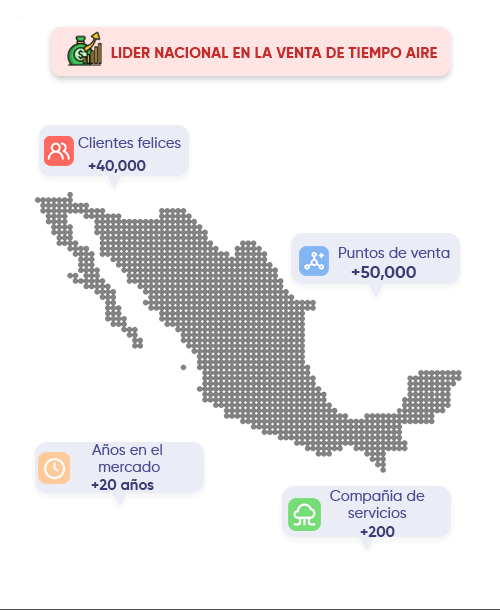 LIDER NACIONAL EN LA VENTA DE TIEMPO AIRE
Clientes felices
+40,000
Puntos de venta
+50,000
Años en el
mercado
+20 años
Compañia de
servicios
+200